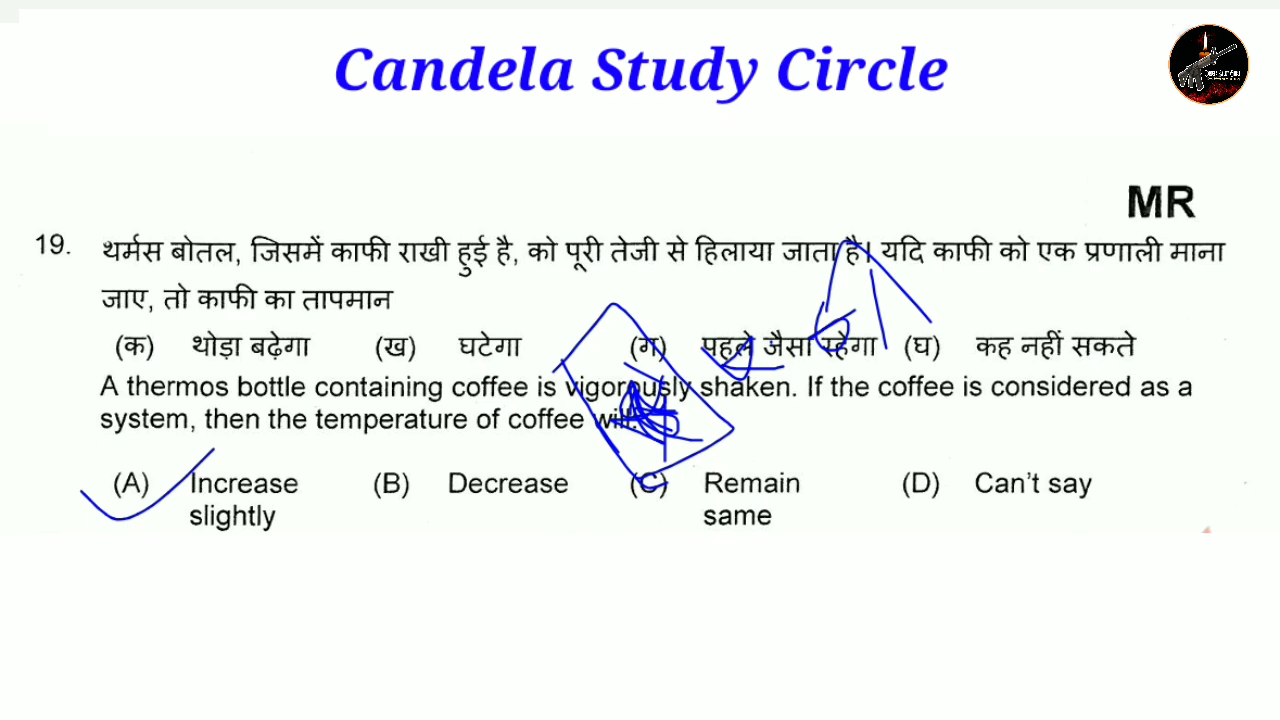 Candela Study Circle
MR
19. थर्मस बोतल, जिसमें काफी राखी हुई है, को पूरी तेजी से हिलाया जाता है। यदि काफी को एक प्रणाली माना
जाए, तो काफी का तापमान
(क) थोड़ा बढ़ेगा (ख) घटेगा (ग) पहले जैसा रहेगा (घ) कह नहीं सकते
A thermos bottle containing coffee is vigorously shaken. If the coffee is considered as a
system, then the temperature of coffee will:
(A) Increase (B) Decrease (C) Remain (D) Can't say
slightly same